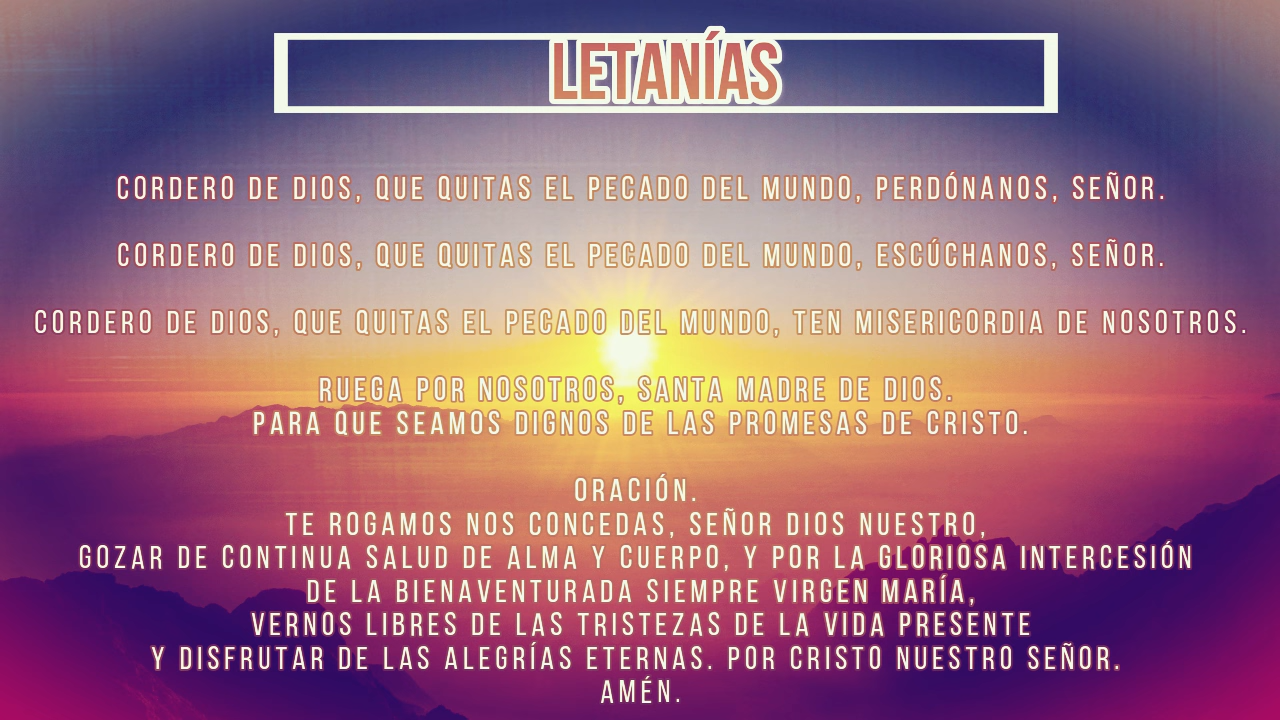 LETANÍAS
CORDERO DE DIOS, QUE QUITAS EL PECADO DEL MUNDO, PERDÓNANOS, SEÑOR.
CORDERO DE DIOS, QUE QUITAS EL PECADO DEL MUNDO, ESCÚCHANOS, SEÑOR.
CORDERO DE DIOS, QUE QUITAS EL PECADO DEL MUNDO, TEN MISERICORDIA DE NOSOTROS.
RUEGA POR NOSOTROS, SANTA MADRE DE DIOS.
PARA QUE SEAMOS DIGNOS DE LAS PROMESAS DE CRISTO.
ORACIÓN.
TE ROGAMOS NOS CONCEDAS, SEÑOR DIOS NUESTRO,
GOZAR DE CONTINUA SALUD DE ALMA Y CUERPO, Y POR LA GLORIOSA INTERCESIÓN
DE LA BIENAVENTURADA SIEMPRE VIRGEN MARÍA,
VERNOS LIBRES DE LAS TRISTEZAS DE LA VIDA PRESENTE
Y DISFRUTAR DE LAS ALEGRÍAS ETERNAS. POR CRISTO NUESTRO SEÑOR.
AMÉN.